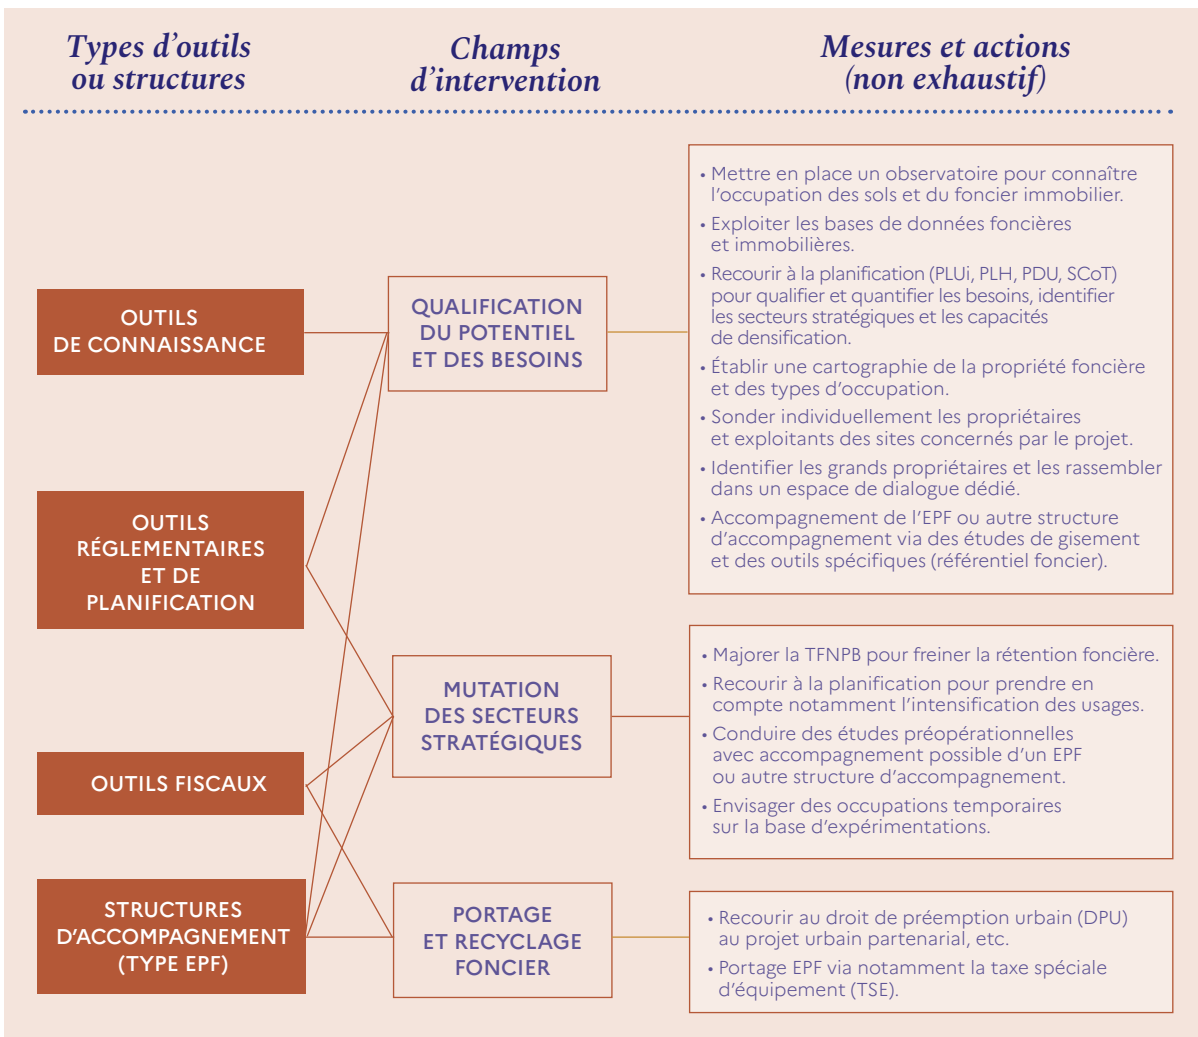 Types d'outils
ou structures
Champs
d'intervention
Mesures et actions
(non exhaustif)
OUTILS
DE CONNAISSANCE
OUTILS
RÉGLEMENTAIRES
ET DE
PLANIFICATION
OUTILS FISCAUX
STRUCTURES
D'ACCOMPAGNEMENT
(TYPE EPF)
QUALIFICATION
DU POTENTIEL
ET DES BESOINS
MUTATION
DES SECTEURS
STRATÉGIQUES
PORTAGE
ET RECYCLAGE
FONCIER
• Mettre en place un observatoire pour connaître
l'occupation des sols et du foncier immobilier.
• Exploiter les bases de données foncières
et immobilières.
• Recourir à la planification (PLUi, PLH, PDU, SCoT)
pour qualifier et quantifier les besoins, identifier
les secteurs stratégiques et les capacités
de densification.
• Établir une cartographie de la propriété foncière
et des types d'occupation.
• Sonder individuellement les propriétaires
et exploitants des sites concernés par le projet.
• Identifier les grands propriétaires et les rassembler
dans un espace de dialogue dédié.
• Accompagnement de l'EPF ou autre structure
d'accompagnement via des études de gisement
et des outils spécifiques (référentiel foncier).
• Majorer la TFNPB pour freiner la rétention foncière.
• Recourir à la planification pour prendre en
compte notamment l'intensification des usages.
• Conduire des études préopérationnelles
avec accompagnement possible d'un EPF
ou autre structure d'accompagnement.
• Envisager des occupations temporaires
sur la base d'expérimentations.
• Recourir au droit de préemption urbain (DPU)
au projet urbain partenarial, etc.
• Portage EPF via notamment la taxe spéciale
d'équipement (TSE).